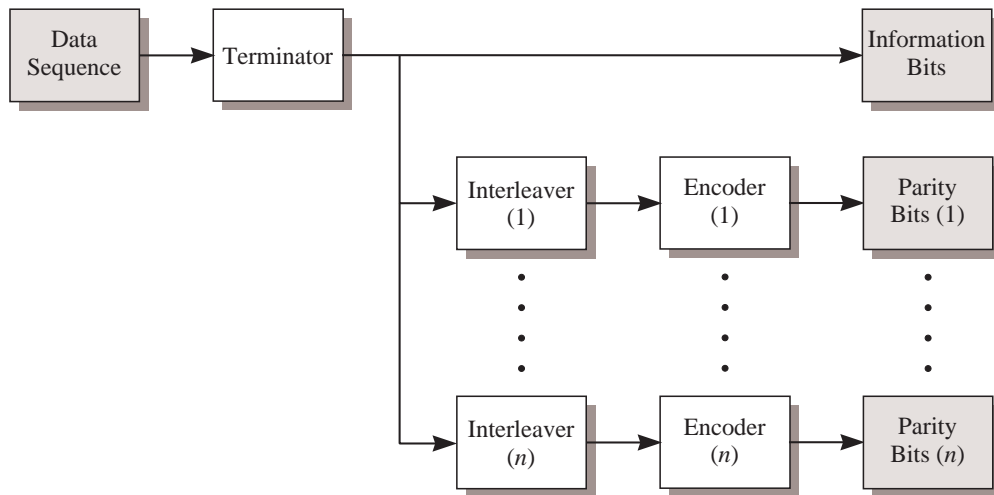 Data
Sequence
Terminator
Information
Bits
Interleaver
(1)
Encoder
(1)
Parity
Bits (1)
Interleaver
(n)
Encoder
(n)
Parity
Bits (n)